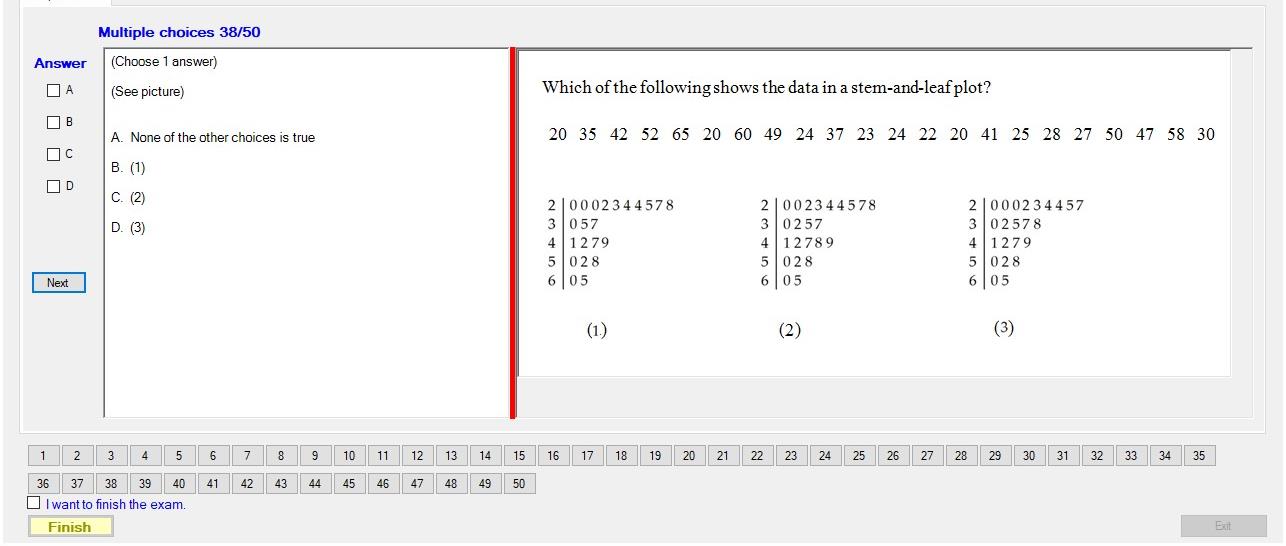 Multiple choices 38/50
Answer
A
B
C
D
Next
(Choose 1 answer)
(See picture)
A. None of the other choices is true
B. (1)
C. (2)
D. (3)
Which of the following shows the data in a stem-and-leaf plot?
20 35 42 52 65 20 60 49 24 37 23 24 22 20 41 25 28 27 50 47 58 30
2 | 0 0 0 2 3 4 4 5 7 8
3 | 0 5 7
4 | 1 2 7 9
5 | 0 2 8
6 | 0 5
(1)
2 | 0 0 2 3 4 4 5 7 8
3 | 0 2 5 7
4 | 1 2 7 8 9
5 | 0 2 8
6 | 0 5
(2)
2 | 0 0 0 2 3 4 4 5 7
3 | 0 2 5 7 8
4 | 1 2 7 9
5 | 0 2 8
6 | 0 5
(3)
1 2 3 4 5 6 7 8 9 10 11 12 13 14 15 16 17 18 19 20 21 22 23 24 25 26 27 28 29 30 31 32 33 34 35
36 37 38 39 40 41 42 43 44 45 46 47 48 49 50
I want to finish the exam.
Finish
Exit